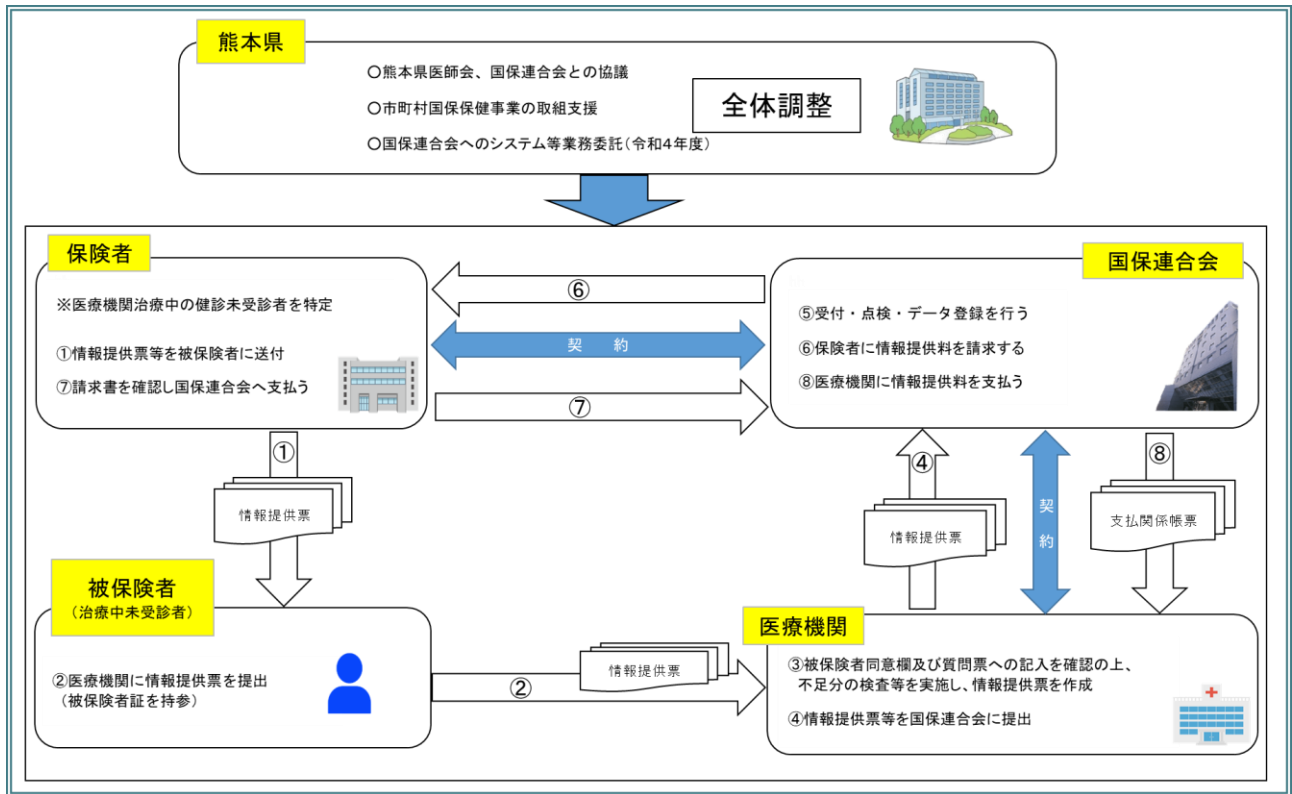 熊本県
〇熊本県医師会、国保連合会との協議
〇市町村国保保健事業の取組支援
〇国保連合会へのシステム等業務委託(令和4年度)
全体調整
保険者
※医療機関治療中の健診未受診者を特定
①情報提供票等を被保険者に送付
⑦請求書を確認し国保連合会へ支払う
⑥
契 約
⑦
国保連合会
⑤受付・点検・データ登録を行う
⑥保険者に情報提供料を請求する
⑧医療機関に情報提供料を支払う
①
情報提供票
④
情報提供票
契
約
⑧
支払関係帳票
被保険者
(治療中未受診者)
②医療機関に情報提供票を提出
(被保険者証を持参)
②
情報提供票
医療機関
③被保険者同意欄及び質問票への記入を確認の上、
不足分の検査等を実施し、情報提供票を作成
④情報提供票等を国保連合会に提出